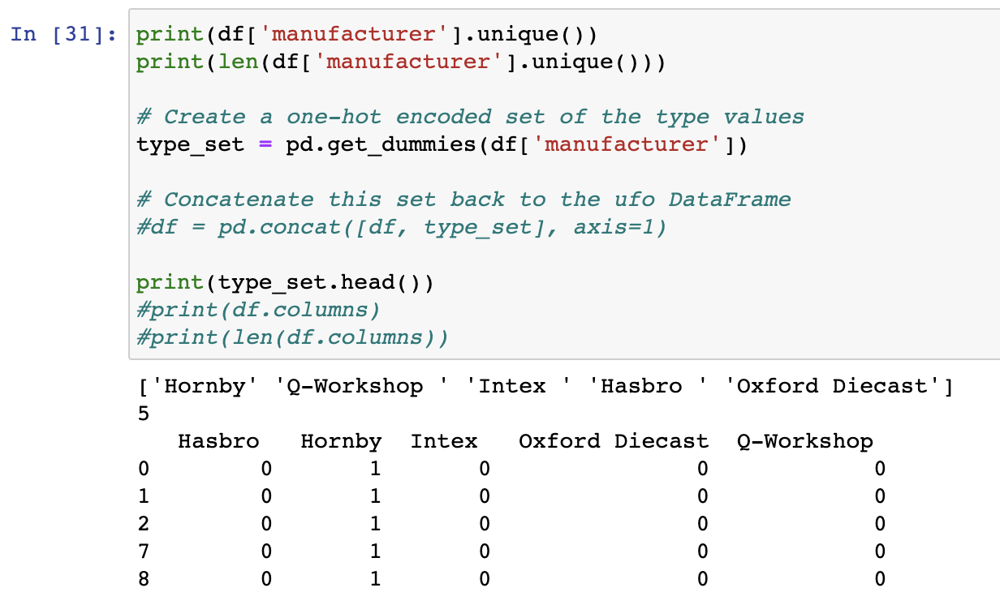 In [31]: print(df['manufacturer'].unique())
print(len(df['manufacturer'].unique()))
# Create a one-hot encoded set of the type values
type_set = pd.get_dummies(df['manufacturer'])
# Concatenate this set back to the ufo DataFrame
#df = pd.concat([df, type_set], axis=1)
print(type_set.head())
#print(df.columns)
#print(len(df.columns))
['Hornby' 'Q-Workshop ' 'Intex ' 'Hasbro ' 'Oxford Diecast']
5
Hasbro Hornby Intex Oxford Diecast Q-Workshop
0 0 1 0 0 0
1 0 1 0 0 0
2 0 1 0 0 0
7 0 1 0 0 0
8 0 1 0 0 0